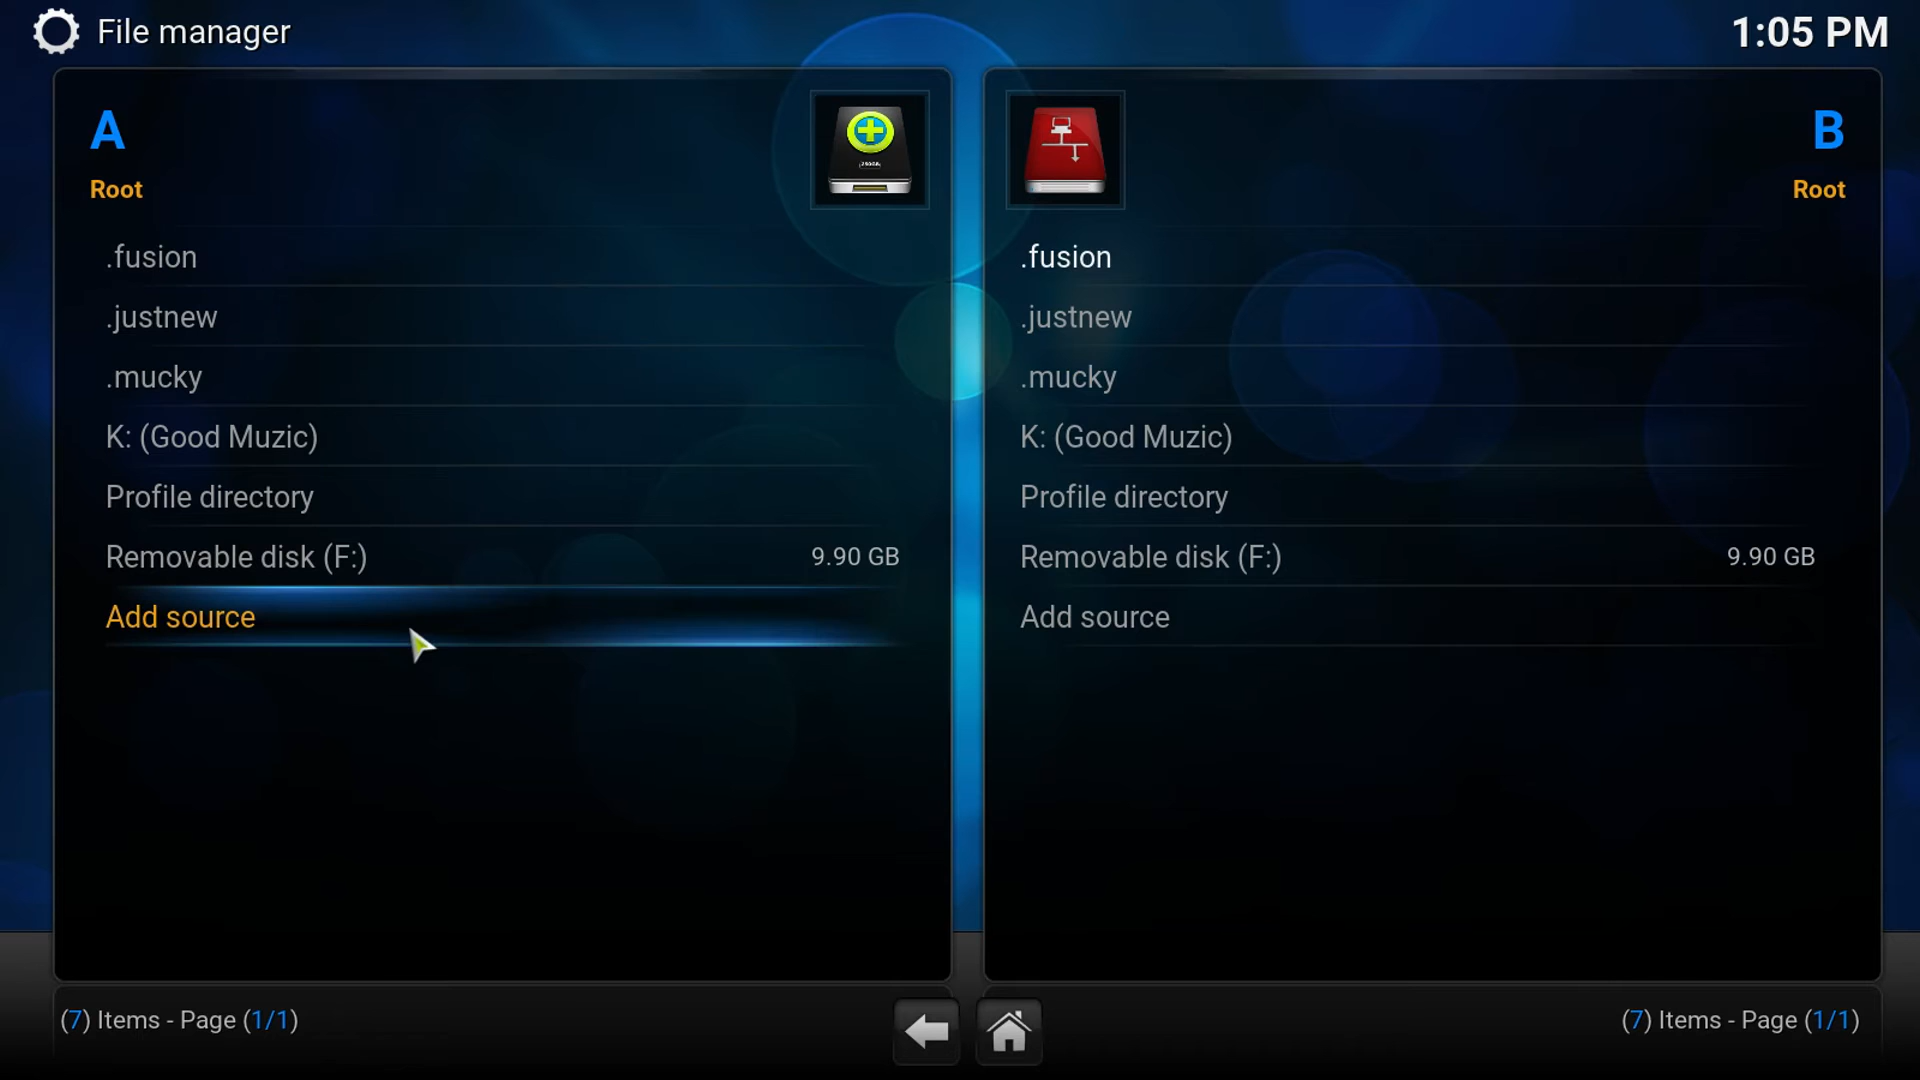 File manager
1:05 PM
A
Root
.fusion
.justnew
.mucky
K: (Good Muzic)
Profile directory
Removable disk (F:) 9.90 GB
Add source
(7) Items - Page (1/1)
B
Root
.fusion
.justnew
.mucky
K: (Good Muzic)
Profile directory
Removable disk (F:) 9.90 GB
Add source
(7) Items - Page (1/1)